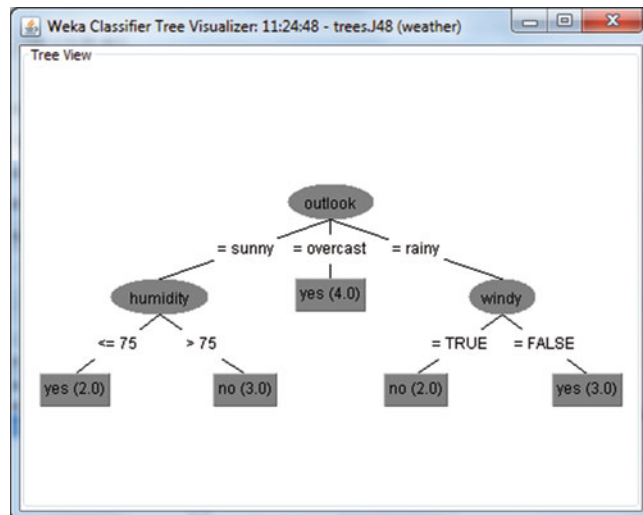 Weka Classifier Tree Visualizer: 11:24:48 - trees.J48 (weather)
Tree View
outlook
= sunny = overcast = rainy
humidity yes (4.0) windy
<= 75 > 75 = TRUE = FALSE
yes (2.0) no (3.0) no (2.0) yes (3.0)